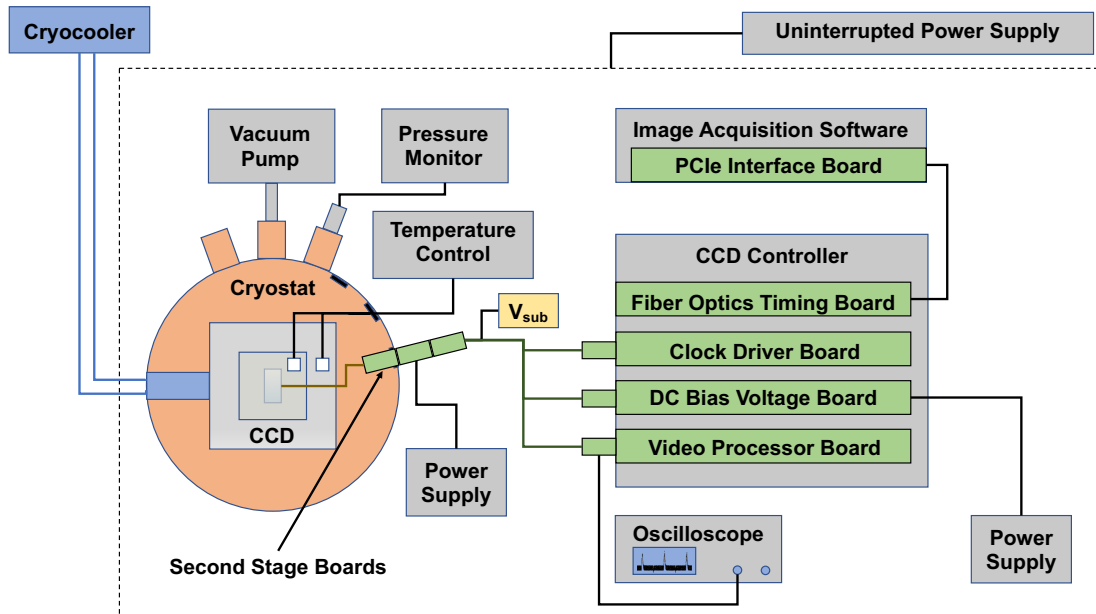 Cryocooler
Uninterrupted Power Supply
Vacuum
Pump
Pressure
Monitor
Image Acquisition Software
PCIe Interface Board
Temperature
Control
CCD Controller
Cryostat
Fiber Optics Timing Board
Vsub
Clock Driver Board
DC Bias Voltage Board
CCD
Video Processor Board
Power
Supply
Oscilloscope
Power
Supply
Second Stage Boards